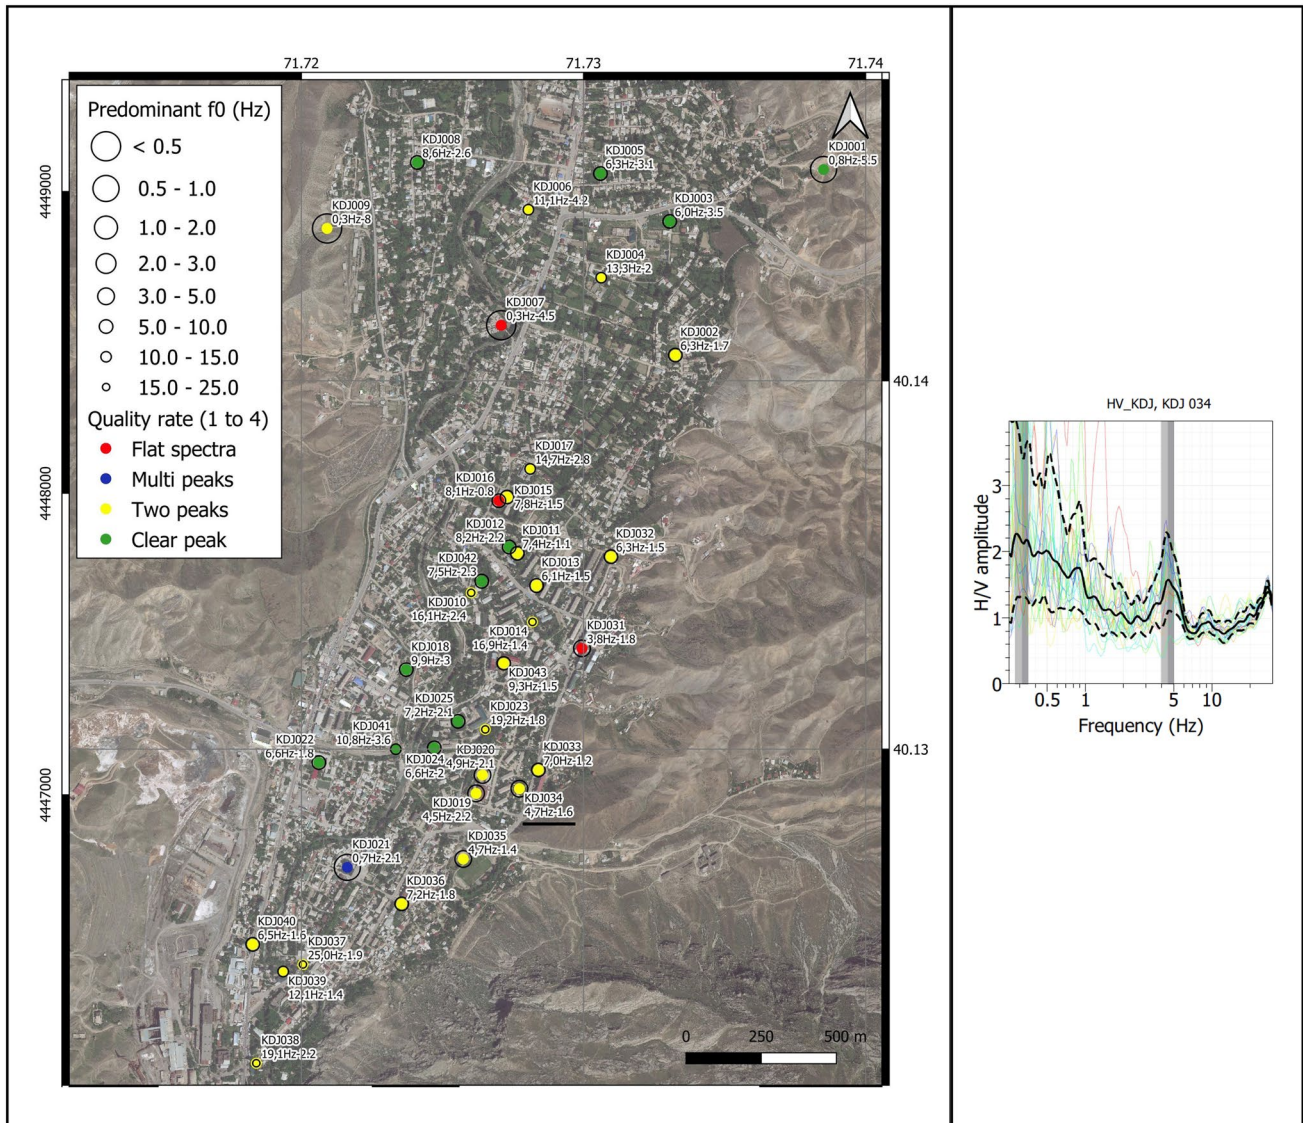 71.72
71.73
71.74
4449000
4448000
4447000
40.14
40.13
Predominant f0 (Hz)
< 0.5
0.5 - 1.0
1.0 - 2.0
2.0 - 3.0
3.0 - 5.0
5.0 - 10.0
10.0 - 15.0
15.0 - 25.0
Quality rate (1 to 4)
Flat spectra
Multi peaks
Two peaks
Clear peak
KDJ008
8,6Hz-2.6
KDJ005
6,3Hz-3.1
KDJ001
0,8Hz-5.5
KDJ006
11,1Hz-4.2
KDJ003
6,0Hz-3.5
KDJ009
0,3Hz-8
KDJ004
13,3Hz-2
KDJ007
0,3Hz-4.5
KDJ002
6,3Hz-1.7
KDJ017
14,7Hz-2.8
KDJ016
8,1Hz-0.8
KDJ015
7,8Hz-1.5
KDJ012
8,2Hz-2.2
KDJ011
7,4Hz-1.1
KDJ032
6,3Hz-1.5
KDJ042
7,5Hz-2.3
KDJ013
6,1Hz-1.5
KDJ010
16,1Hz-2.4
KDJ014
16,9Hz-1.4
KDJ031
3,8Hz-1.8
KDJ018
9,9Hz-3
KDJ043
9,3Hz-1.5
KDJ025
7,2Hz-2.1
KDJ023
19,2Hz-1.8
KDJ041
10,8Hz-3.6
KDJ022
6,6Hz-1.8
KDJ024
6,6Hz-2
KDJ020
4,9Hz-2.1
KDJ033
7,0Hz-1.2
KDJ019
4,5Hz-2.2
KDJ034
4,7Hz-1.6
KDJ035
4,7Hz-1.4
KDJ021
0,7Hz-2.1
KDJ036
7,2Hz-1.8
KDJ040
6,5Hz-1.6
KDJ037
25,0Hz-1.9
KDJ039
12,1Hz-1.4
KDJ038
19,1Hz-2.2
0 250 500 m
HV_KDJ, KDJ 034
H/V amplitude
3
2
1
0
0.5 1 5 10
Frequency (Hz)